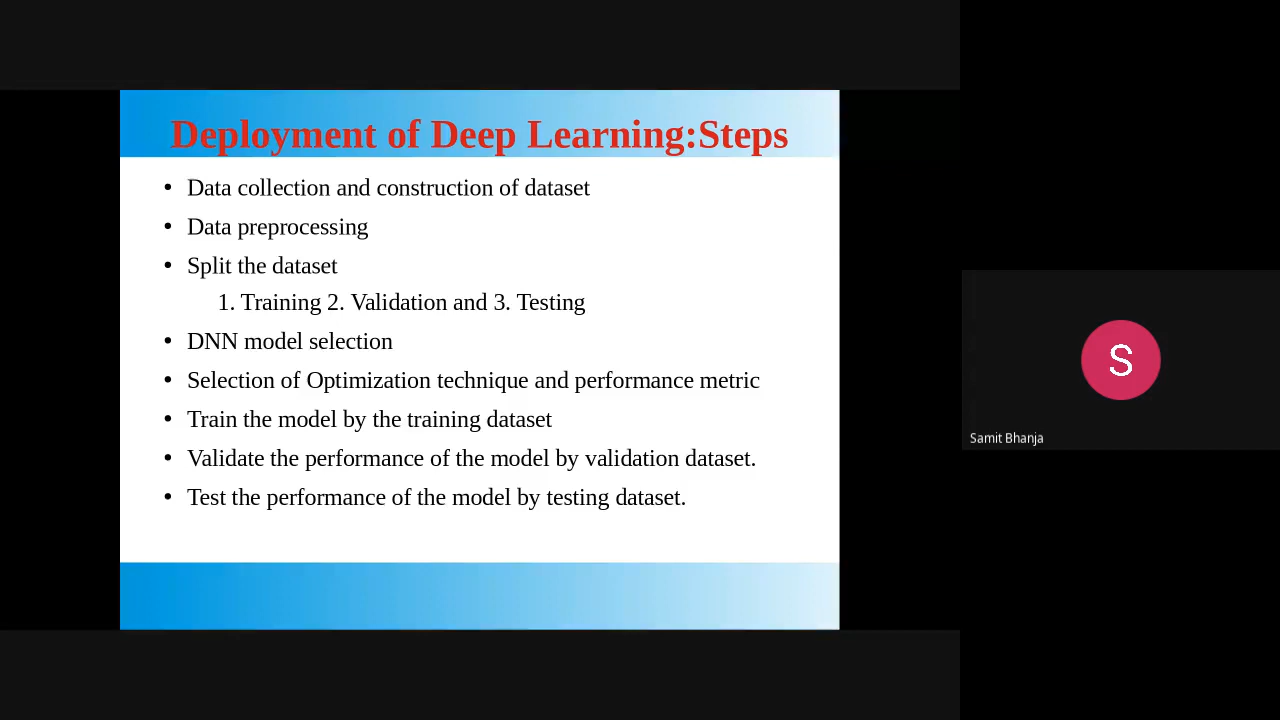 Deployment of Deep Learning:Steps
• Data collection and construction of dataset
• Data preprocessing
• Split the dataset
1. Training 2. Validation and 3. Testing
• DNN model selection
• Selection of Optimization technique and performance metric
• Train the model by the training dataset
• Validate the performance of the model by validation dataset.
• Test the performance of the model by testing dataset.
S
Samit Bhanja